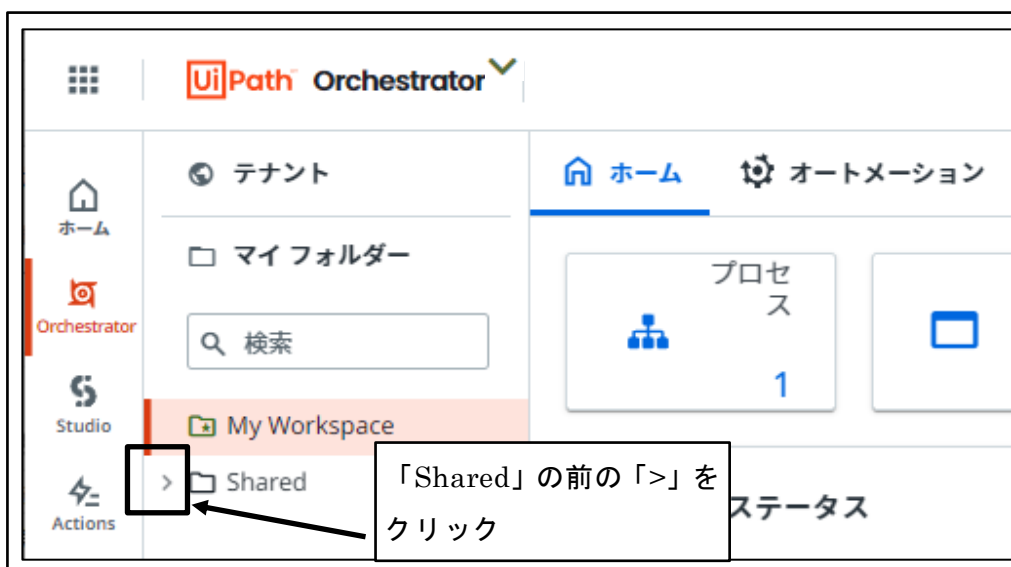 UiPath Orchestrator
テナント
ホーム
オートメーション
ホーム
マイ フォルダー
プロセ
ス
1
Orchestrator
検索
Studio
My Workspace
Shared
Actions
「Shared」の前の「>」を
クリック
ステータス